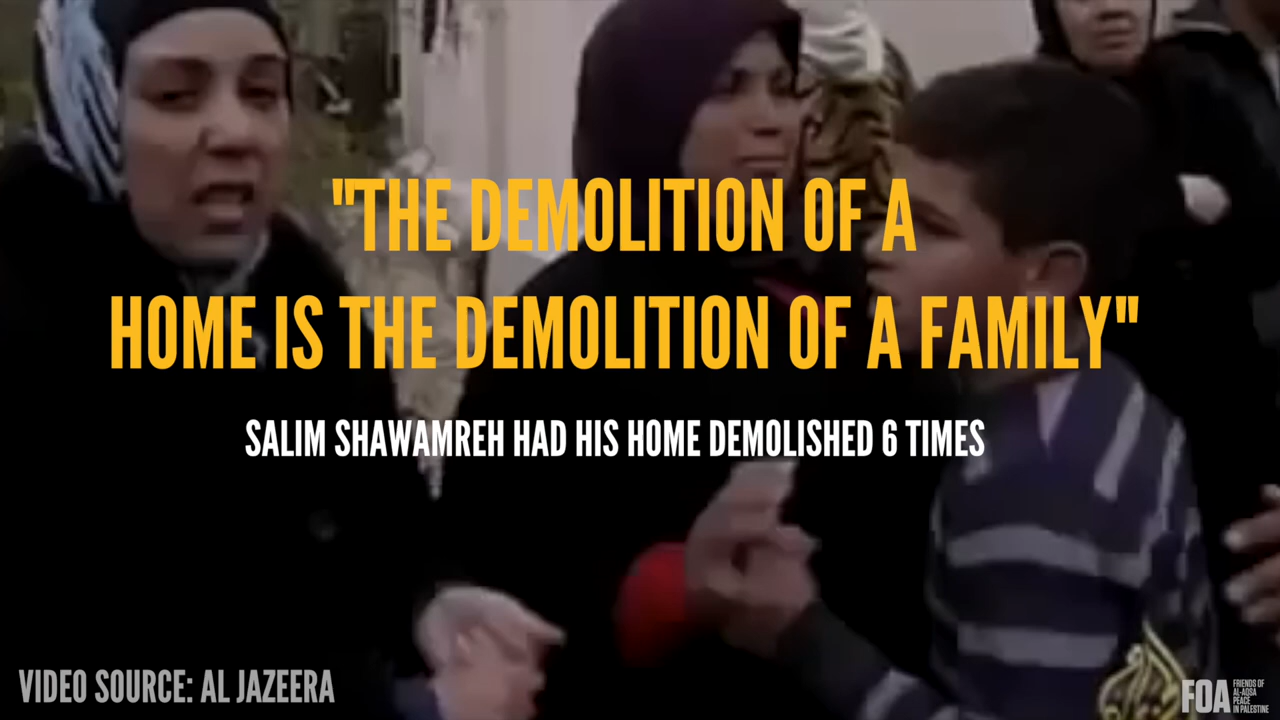 "THE DEMOLITION OF A
HOME IS THE DEMOLITION OF A FAMILY"
SALIM SHAWAMREH HAD HIS HOME DEMOLISHED 6 TIMES
VIDEO SOURCE: AL JAZEERA
FOA
FRIENDS OF
AL-AQSA
PEACE
IN PALESTINE